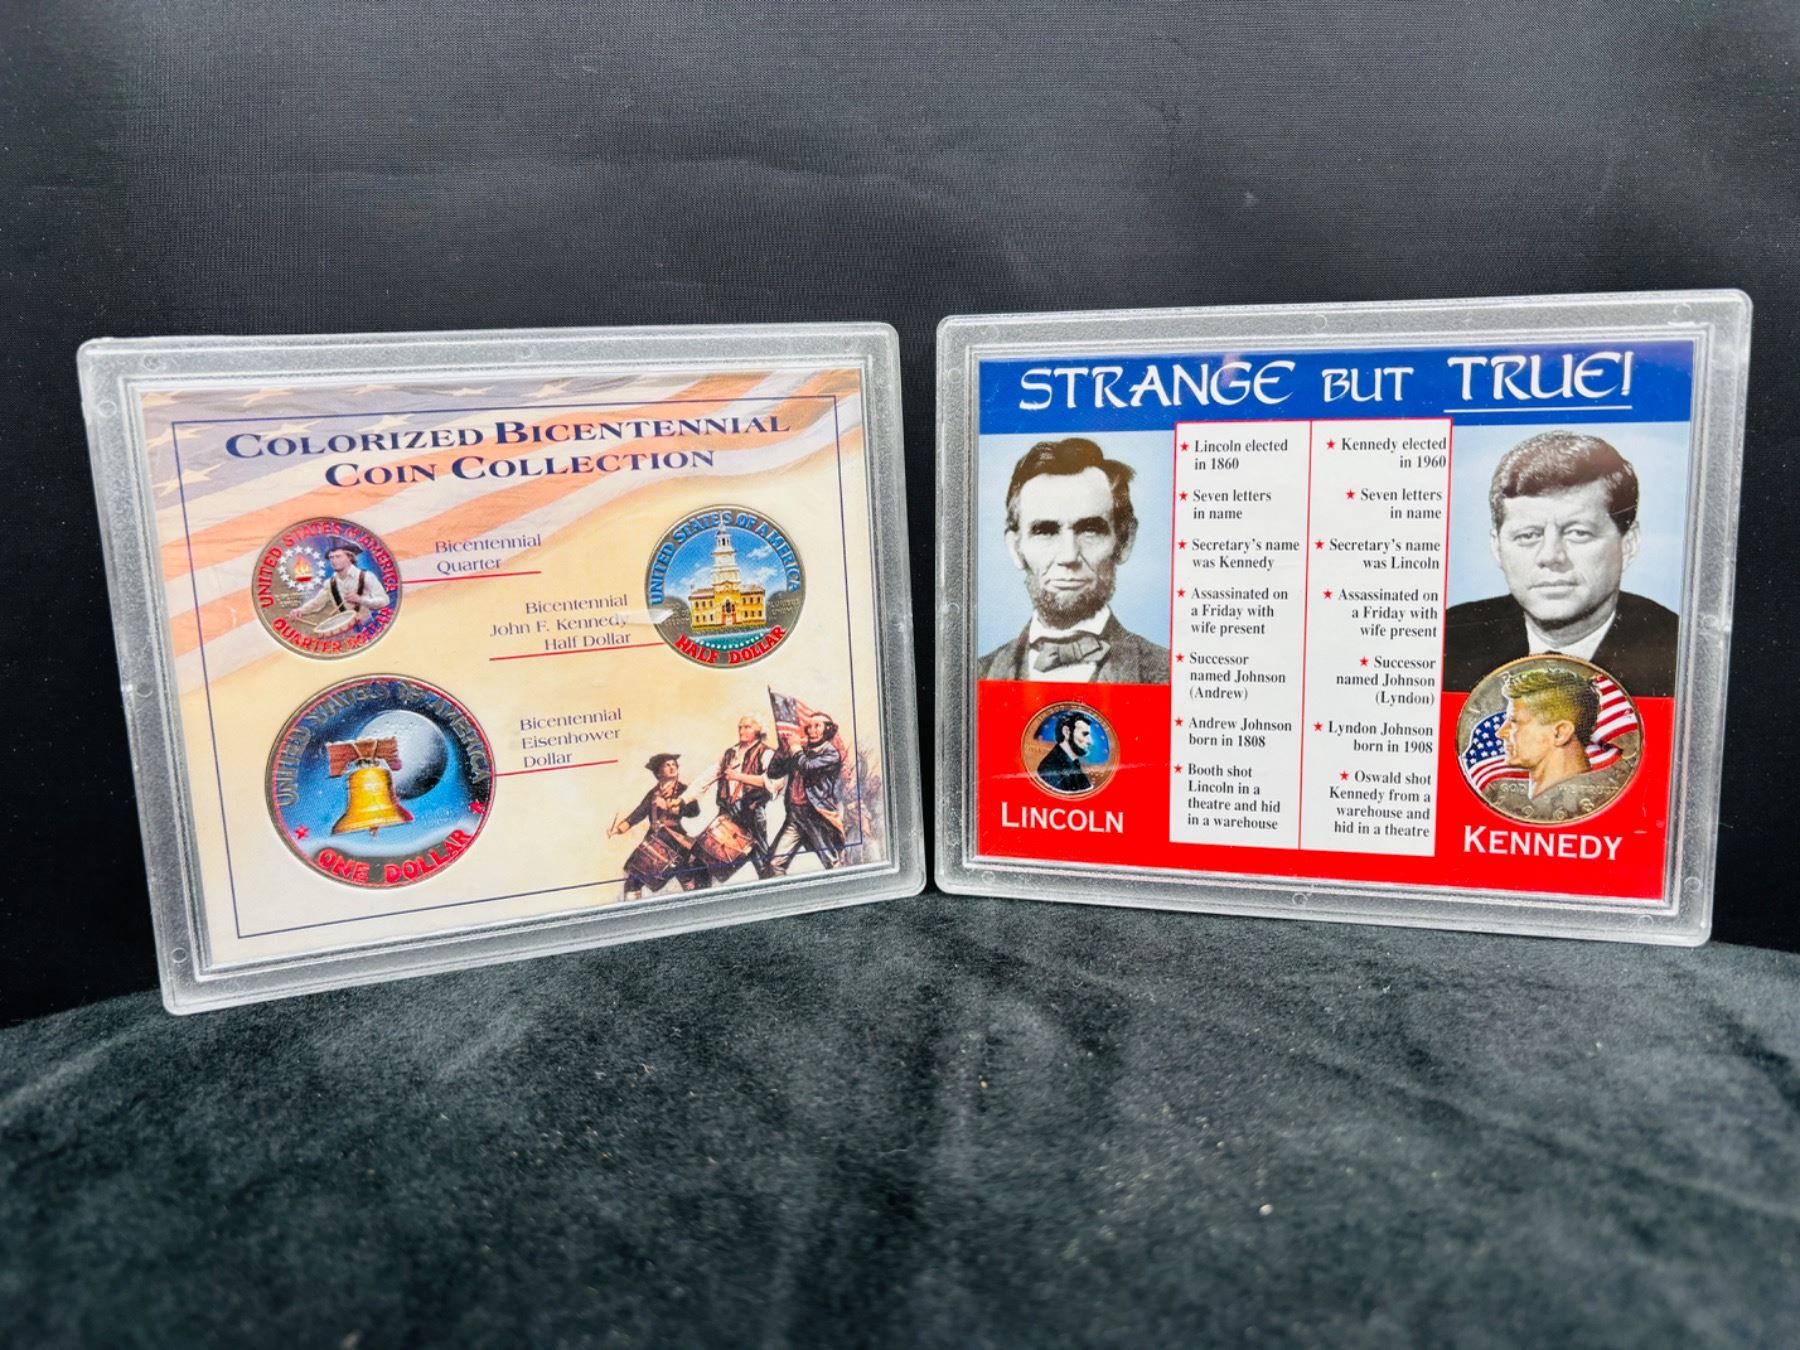 COLORIZED BICENTENNIAL
COIN COLLECTION
UNITED STATES OF AMERICA
QUARTER DOLLAR
Bicentennial
Quarter
UNITED STATES OF AMERICA
HALF DOLLAR
Bicentennial
John F. Kennedy
Half Dollar
UNITED STATES OF AMERICA
ONE DOLLAR
Bicentennial
Eisenhower
Dollar
STRANGE BUT TRUE!
★ Lincoln elected
in 1860
★ Seven letters
in name
★ Secretary's name
was Kennedy
★ Assassinated on
a Friday with
wife present
★ Successor
named Johnson
(Andrew)
★ Andrew Johnson
born in 1808
★ Booth shot
Lincoln in a
theatre and hid
in a warehouse
★ Kennedy elected
in 1960
★ Seven letters
in name
★ Secretary's name
was Lincoln
★ Assassinated on
a Friday with
wife present
★ Successor
named Johnson
(Lyndon)
★ Lyndon Johnson
born in 1908
★ Oswald shot
Kennedy from a
warehouse and
hid in a theatre
LINCOLN
1968
KENNEDY